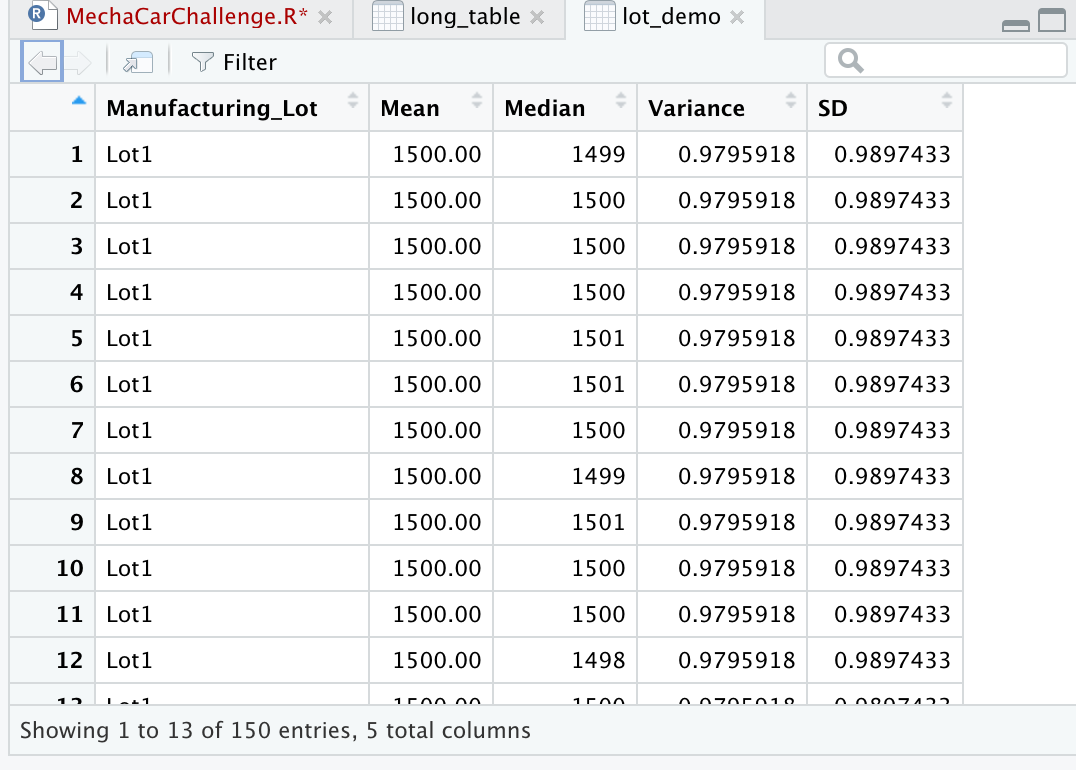 MechaCarChallenge.R* long_table lot_demo
Filter
Manufacturing_Lot Mean Median Variance SD
1 Lot1 1500.00 1499 0.9795918 0.9897433
2 Lot1 1500.00 1500 0.9795918 0.9897433
3 Lot1 1500.00 1500 0.9795918 0.9897433
4 Lot1 1500.00 1500 0.9795918 0.9897433
5 Lot1 1500.00 1501 0.9795918 0.9897433
6 Lot1 1500.00 1501 0.9795918 0.9897433
7 Lot1 1500.00 1500 0.9795918 0.9897433
8 Lot1 1500.00 1499 0.9795918 0.9897433
9 Lot1 1500.00 1501 0.9795918 0.9897433
10 Lot1 1500.00 1500 0.9795918 0.9897433
11 Lot1 1500.00 1500 0.9795918 0.9897433
12 Lot1 1500.00 1498 0.9795918 0.9897433
Showing 1 to 13 of 150 entries, 5 total columns